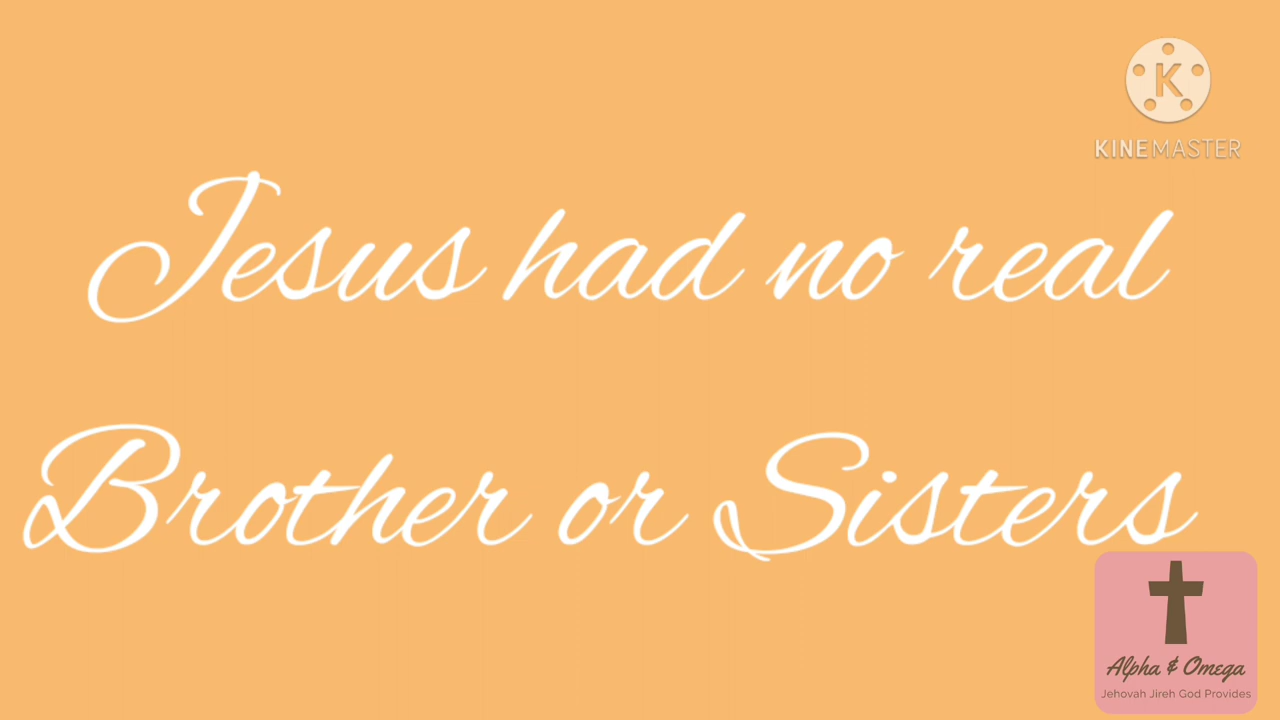 KINEMASTER
Jesus had no real
Brother or Sisters
Alpha & Omega
Jehovah Jireh God Provides